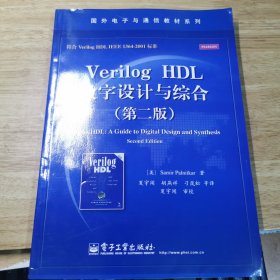 国外电子与通信教材系列
符合 Verilog HDL IEEE 1364-2001 标准
Verilog HDL
数字设计与综合
(第二版)
Verilog HDL: A Guide to Digital Design and Synthesis
Second Edition
Verilog
HDL
[美] Samir Palnitkar 著
夏宇闻 胡燕祥 刁岚松 等译
夏宇闻 审校
电子工业出版社